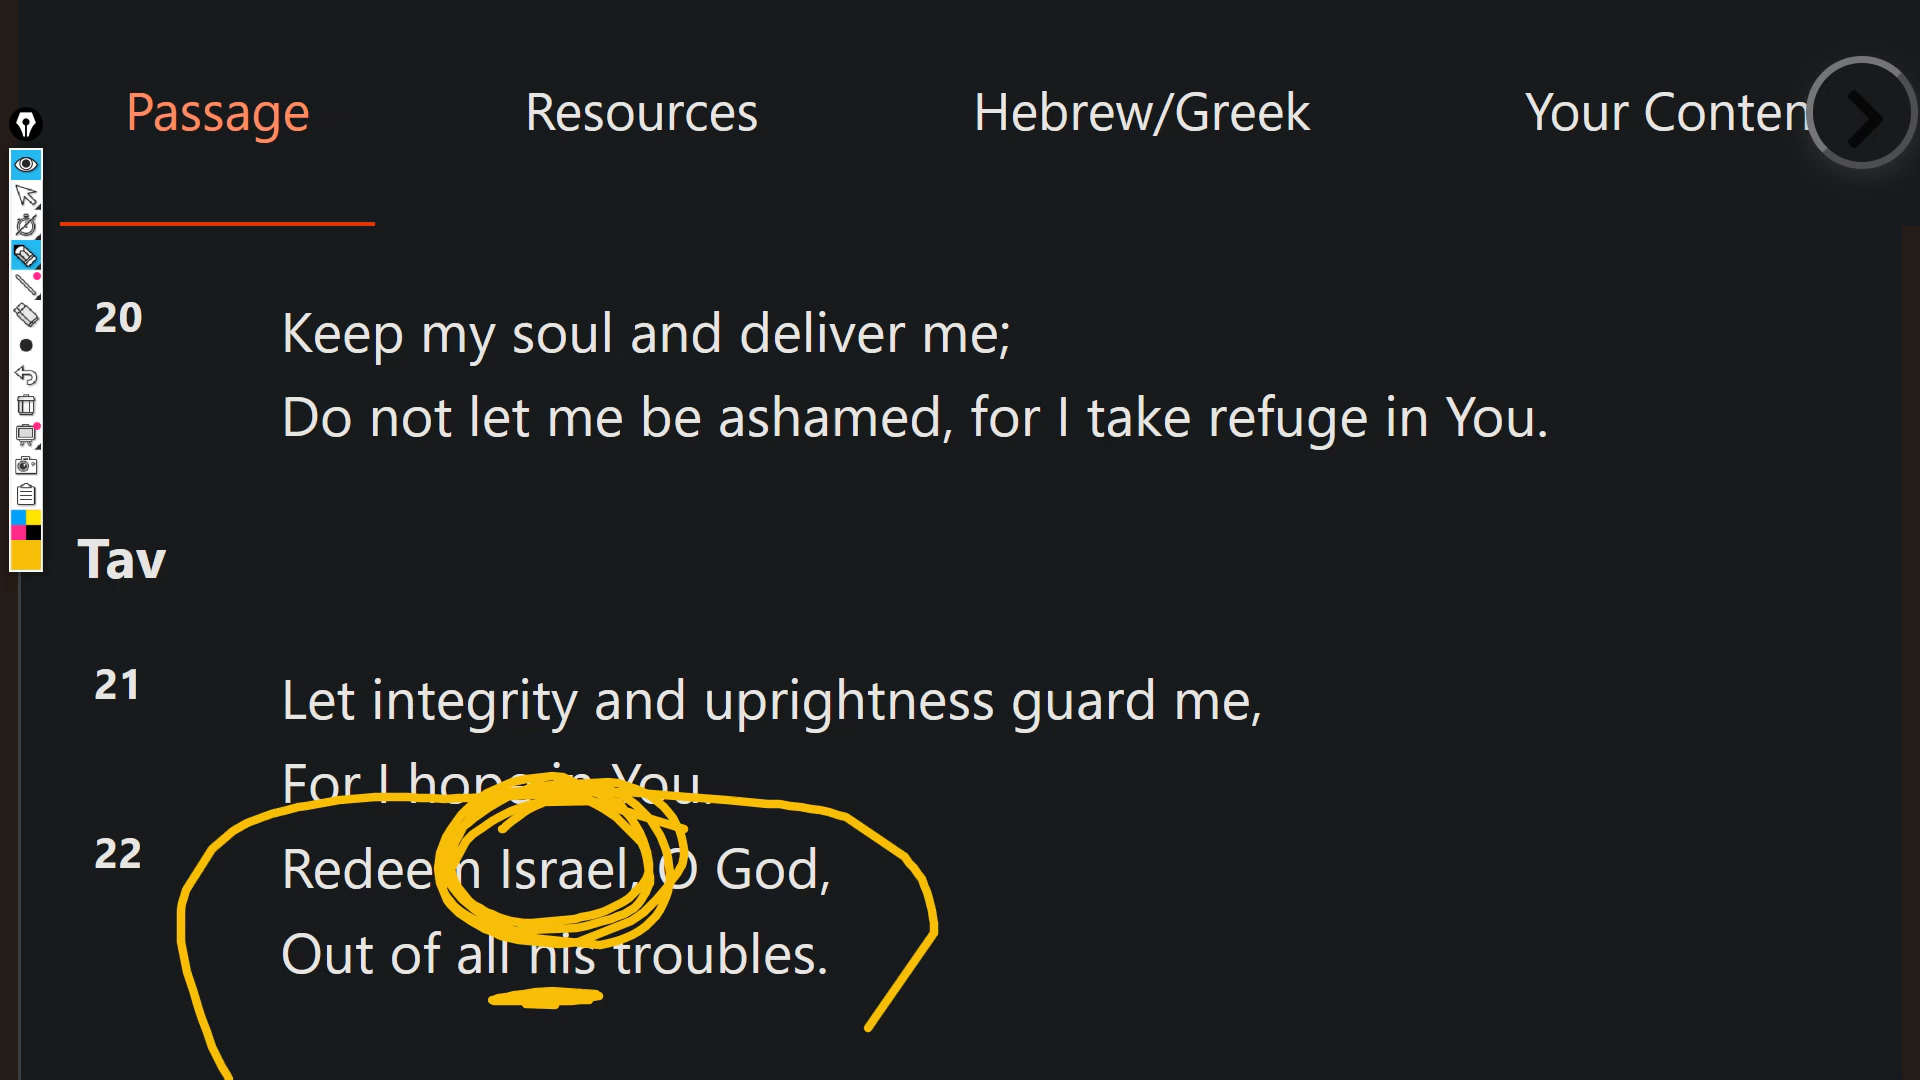 Passage Resources Hebrew/Greek Your Conten
20 Keep my soul and deliver me;
Do not let me be ashamed, for I take refuge in You.
Tav
21 Let integrity and uprightness guard me,
For I hope in You.
22 Redeem Israel, O God,
Out of all his troubles.